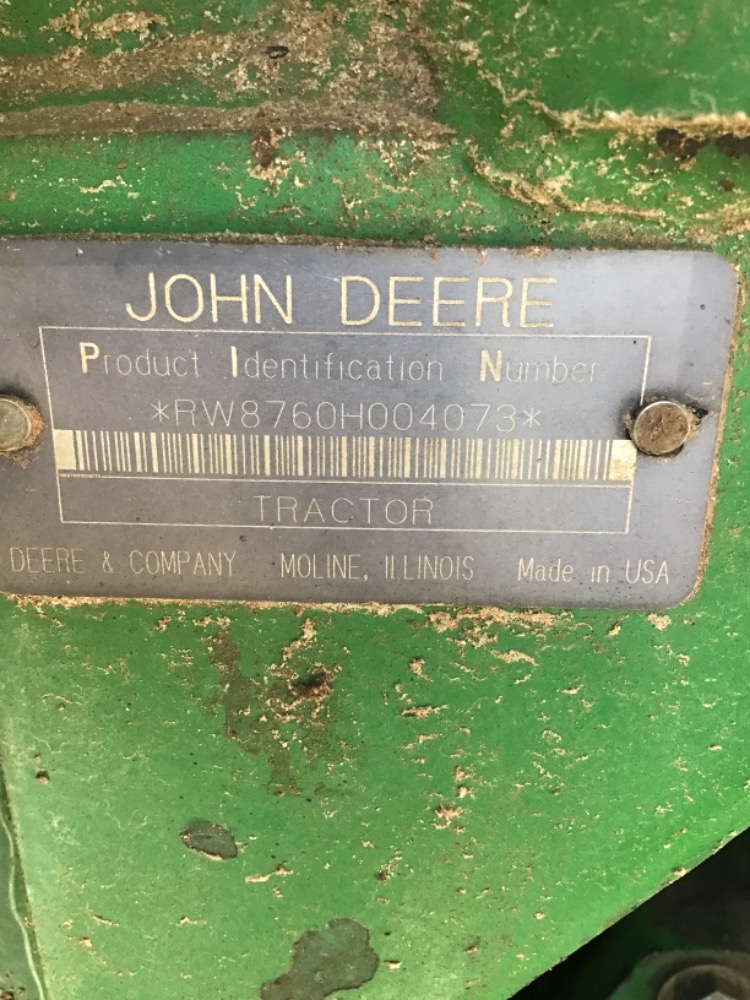 JOHN DEERE
Product Identification Number
*RW8760H004073*
TRACTOR
DEERE & COMPANY MOLINE, ILLINOIS Made in USA